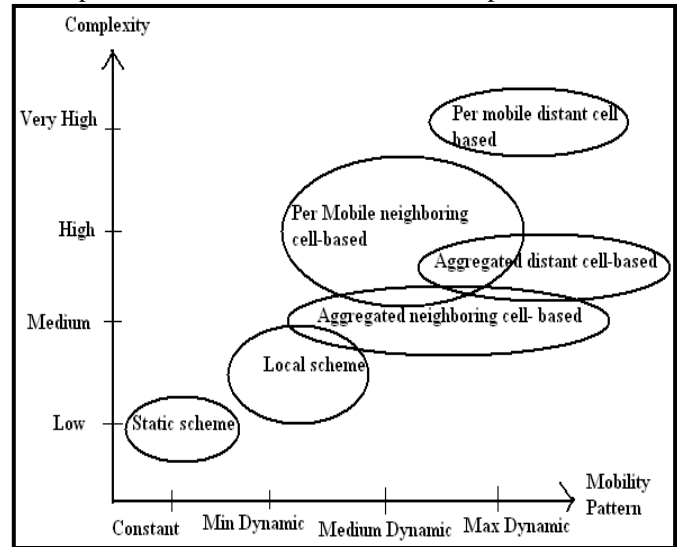 Complexity
Very High
Per mobile distant cell
based
Per Mobile neighboring
cell-based
High
Aggregated distant cell-based
Aggregated neighboring cell- based
Medium
Local scheme
Low
Static scheme
Mobility
Pattern
Constant
Min Dynamic
Medium Dynamic
Max Dynamic